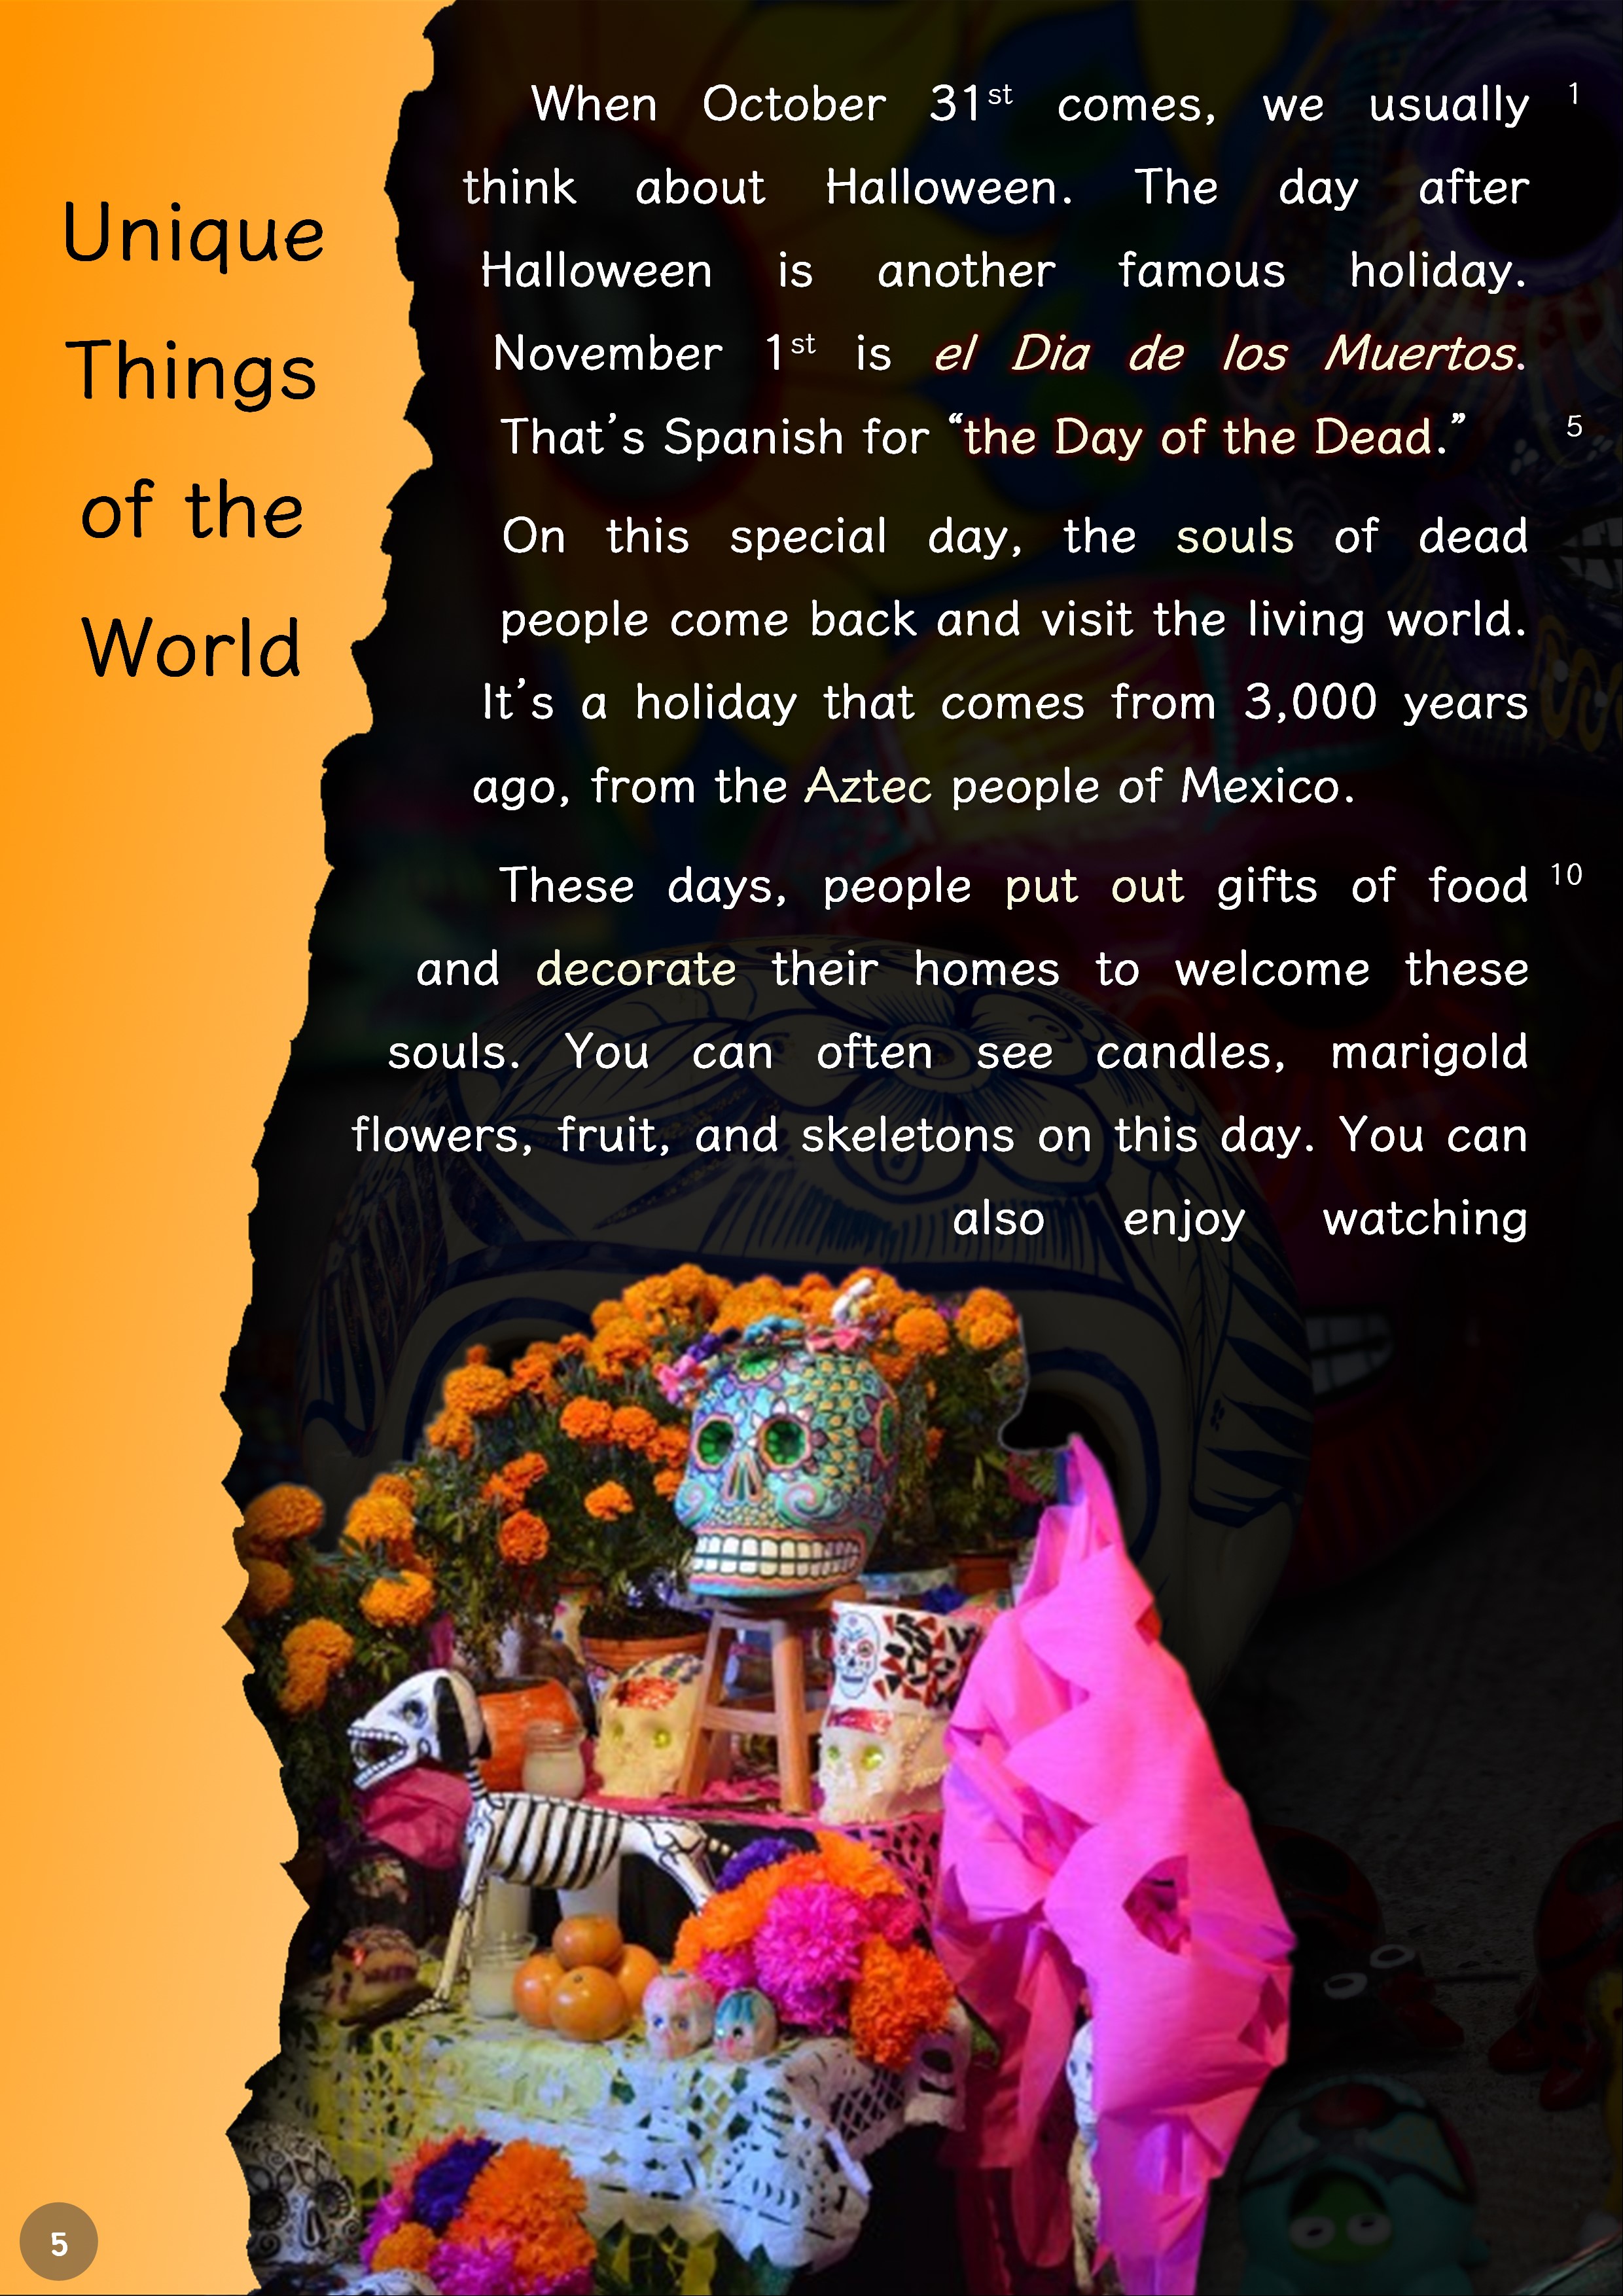 Unique
Things
of the
World
When October 31st comes, we usually 1
think about Halloween. The day after
Halloween is another famous holiday.
November 1st is el Dia de los Muertos.
That’s Spanish for “the Day of the Dead.” 5
On this special day, the souls of dead
people come back and visit the living world.
It’s a holiday that comes from 3,000 years
ago, from the Aztec people of Mexico.
These days, people put out gifts of food 10
and decorate their homes to welcome these
souls. You can often see candles, marigold
flowers, fruit, and skeletons on this day. You can
also enjoy watching
5